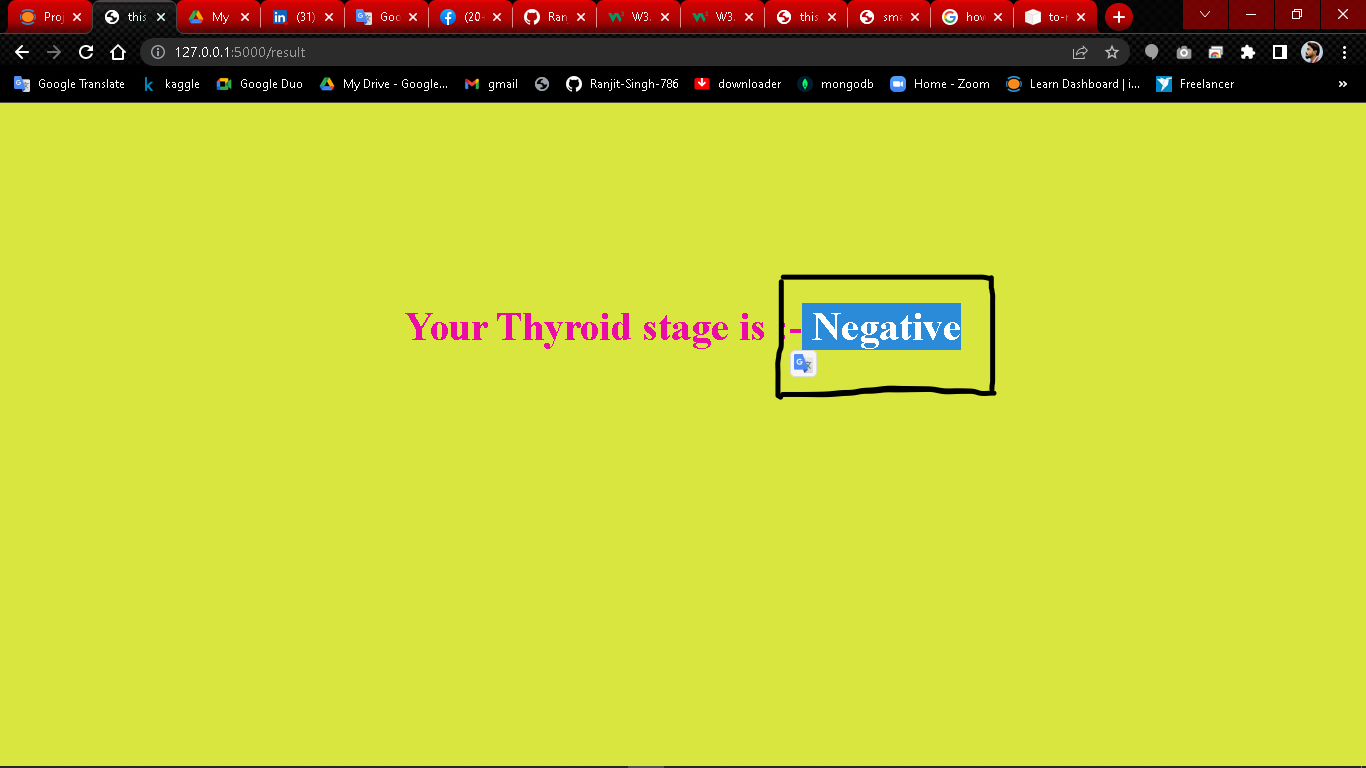 Proj
this
My
(31)
Goo
(20+
Ran
W3.
W3.
this
sma
how
to-r
127.0.0.1:5000/result
Google Translate
kaggle
Google Duo
My Drive - Google...
gmail
Ranjit-Singh-786
downloader
mongodb
Home - Zoom
Learn Dashboard | i...
Freelancer
»
Your Thyroid stage is :- Negative